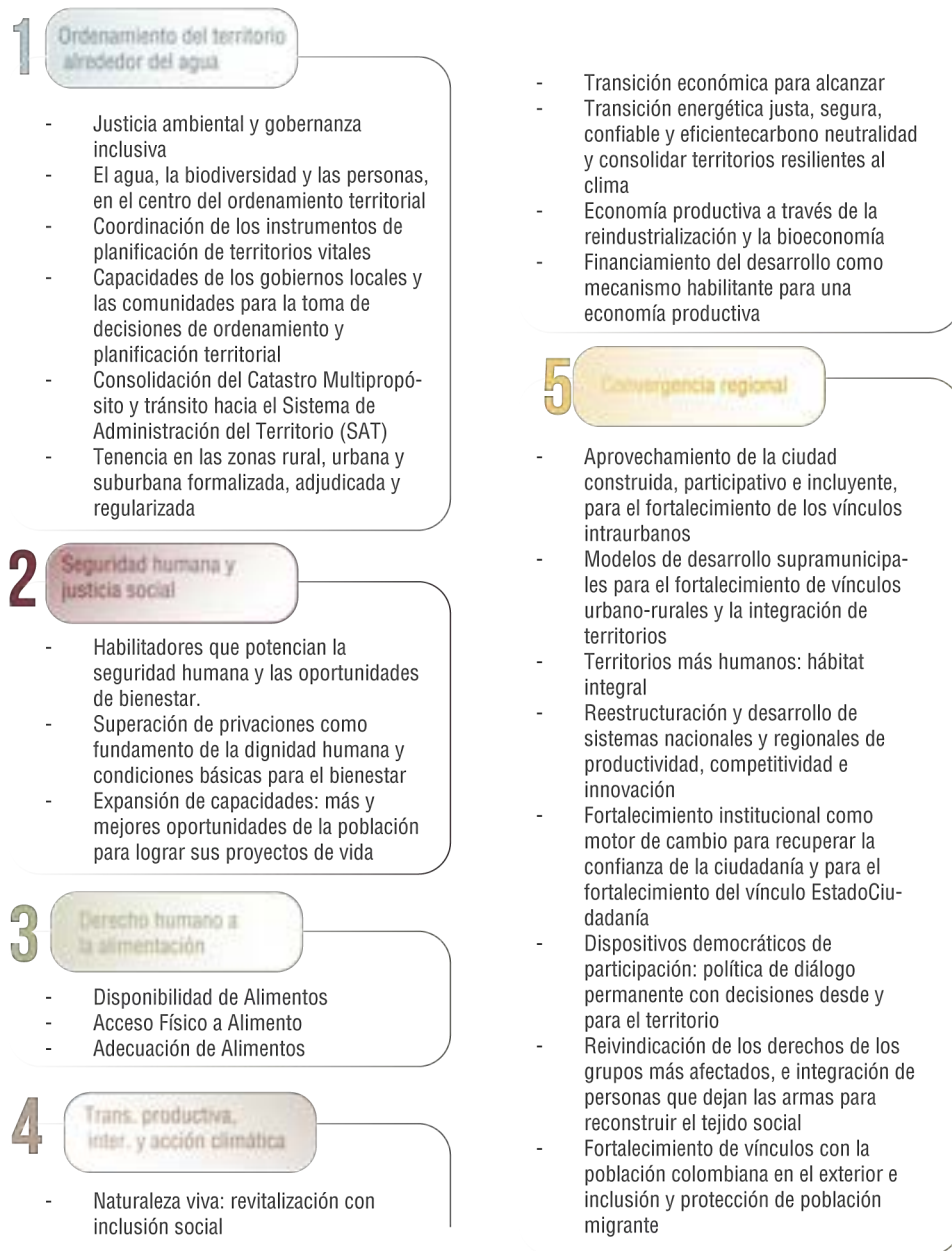 1
Ordenamiento del territorio
alrededor del agua
- Justicia ambiental y gobernanza
inclusiva
- El agua, la biodiversidad y las personas,
en el centro del ordenamiento territorial
- Coordinación de los instrumentos de
planificación de territorios vitales
- Capacidades de los gobiernos locales y
las comunidades para la toma de
decisiones de ordenamiento y
planificación territorial
- Consolidación del Catastro Multipropó-
sito y tránsito hacia el Sistema de
Administración del Territorio (SAT)
- Tenencia en las zonas rural, urbana y
suburbana formalizada, adjudicada y
regularizada
2
Seguridad humana y
justicia social
- Habilitadores que potencian la
seguridad humana y las oportunidades
de bienestar.
- Superación de privaciones como
fundamento de la dignidad humana y
condiciones básicas para el bienestar
- Expansión de capacidades: más y
mejores oportunidades de la población
para lograr sus proyectos de vida
3
Derecho humano a
la alimentación
- Disponibilidad de Alimentos
- Acceso Físico a Alimento
- Adecuación de Alimentos
4
Trans. productiva,
inter. y acción climática
- Naturaleza viva: revitalización con
inclusión social
- Transición económica para alcanzar
- Transición energética justa, segura,
confiable y eficientecarbono neutralidad
y consolidar territorios resilientes al
clima
- Economía productiva a través de la
reindustrialización y la bioeconomía
- Financiamiento del desarrollo como
mecanismo habilitante para una
economía productiva
5
Convergencia regional
- Aprovechamiento de la ciudad
construida, participativo e incluyente,
para el fortalecimiento de los vínculos
intraurbanos
- Modelos de desarrollo supramunicipa-
les para el fortalecimiento de vínculos
urbano-rurales y la integración de
territorios
- Territorios más humanos: hábitat
integral
- Reestructuración y desarrollo de
sistemas nacionales y regionales de
productividad, competitividad e
innovación
- Fortalecimiento institucional como
motor de cambio para recuperar la
confianza de la ciudadanía y para el
fortalecimiento del vínculo EstadoCiu-
dadanía
- Dispositivos democráticos de
participación: política de diálogo
permanente con decisiones desde y
para el territorio
- Reivindicación de los derechos de los
grupos más afectados, e integración de
personas que dejan las armas para
reconstruir el tejido social
- Fortalecimiento de vínculos con la
población colombiana en el exterior e
inclusión y protección de población
migrante